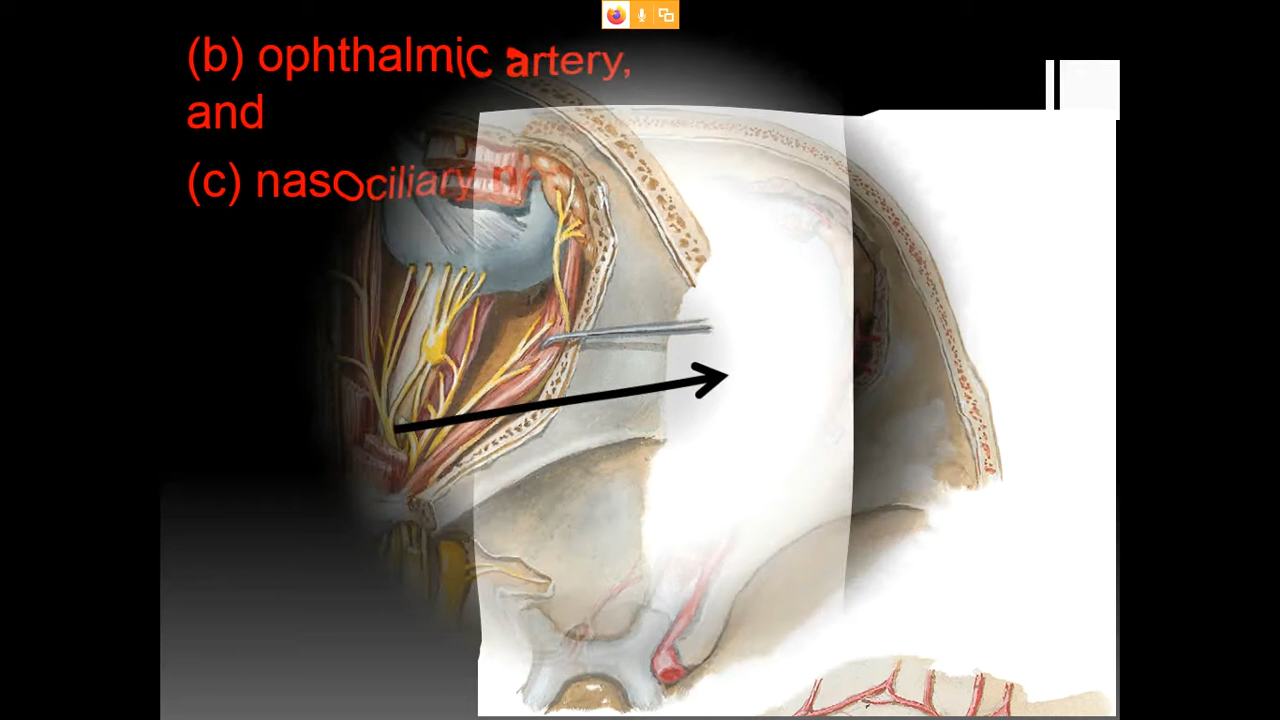 (b) ophthalmic artery,
and
(c) nasociliary